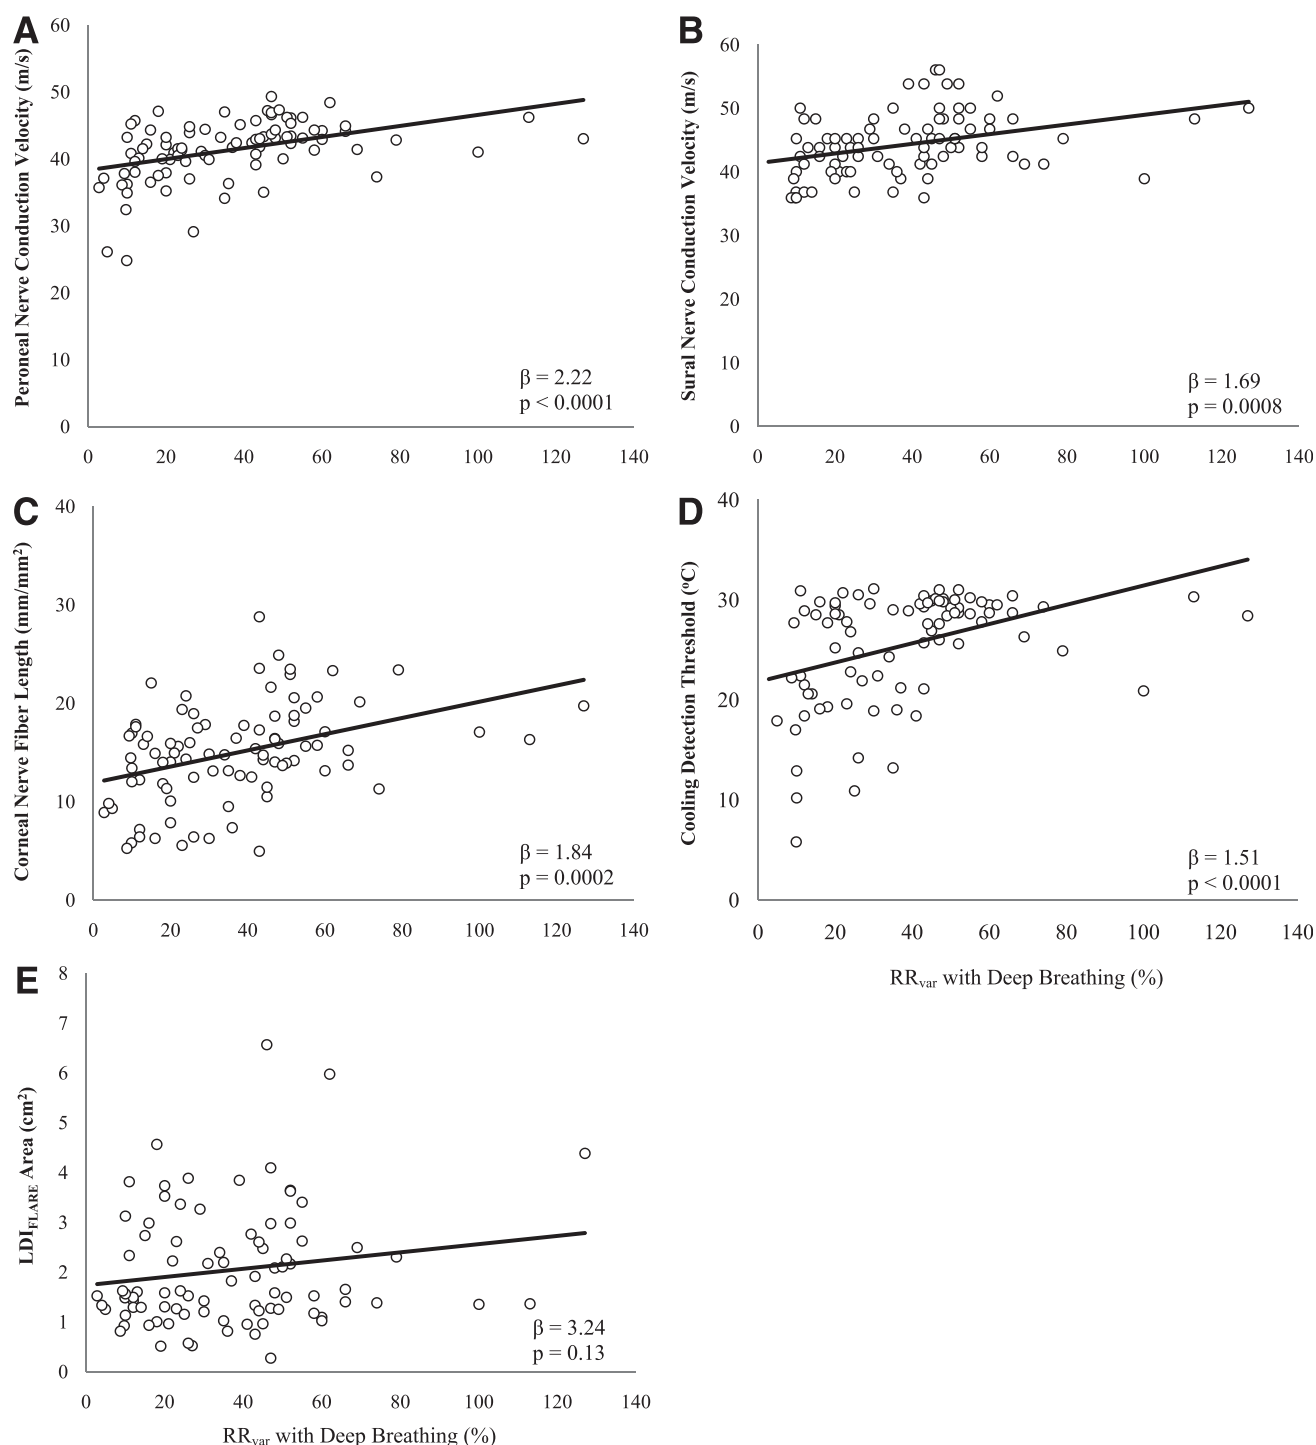 A
60
50
40
30
20
10
0
Peroneal Nerve Conduction Velocity (m/s)
β = 2.22
p < 0.0001
0 20 40 60 80 100 120 140
B
60
50
40
30
20
10
0
Sural Nerve Conduction Velocity (m/s)
β = 1.69
p = 0.0008
0 20 40 60 80 100 120 140
C
40
30
20
10
0
Corneal Nerve Fiber Length (mm/mm²)
β = 1.84
p = 0.0002
0 20 40 60 80 100 120 140
D
40
30
20
10
0
Cooling Detection Threshold (ºC)
β = 1.51
p < 0.0001
0 20 40 60 80 100 120 140
RRvar with Deep Breathing (%)
E
8
7
6
5
4
3
2
1
0
LDIFLARE Area (cm²)
β = 3.24
p = 0.13
0 20 40 60 80 100 120 140
RRvar with Deep Breathing (%)